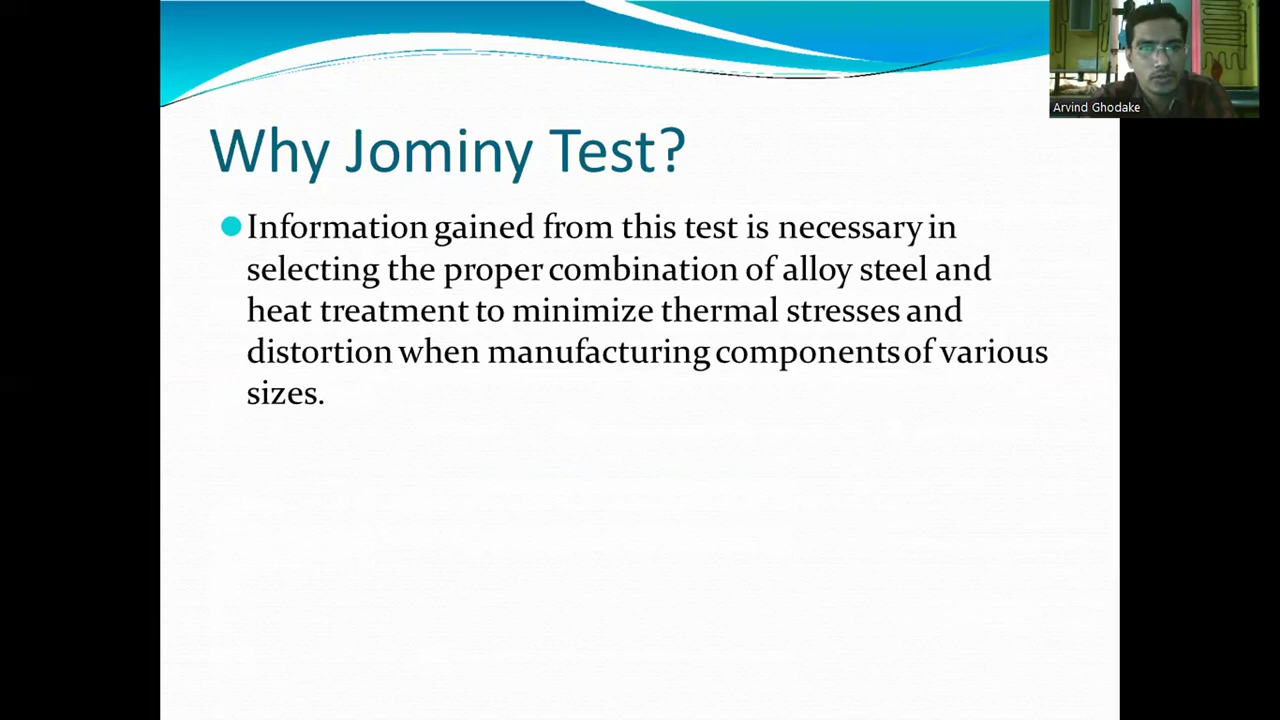 Arvind Ghodake
Why Jominy Test?
Information gained from this test is necessary in
selecting the proper combination of alloy steel and
heat treatment to minimize thermal stresses and
distortion when manufacturing components of various
sizes.